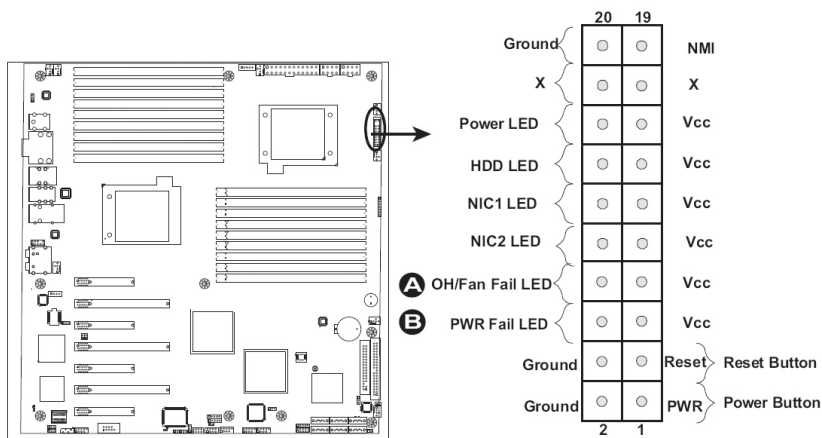 20 19
Ground NMI
X X
Power LED Vcc
HDD LED Vcc
NIC1 LED Vcc
NIC2 LED Vcc
A OH/Fan Fail LED Vcc
B PWR Fail LED Vcc
Ground Reset Reset Button
Ground PWR Power Button
2 1